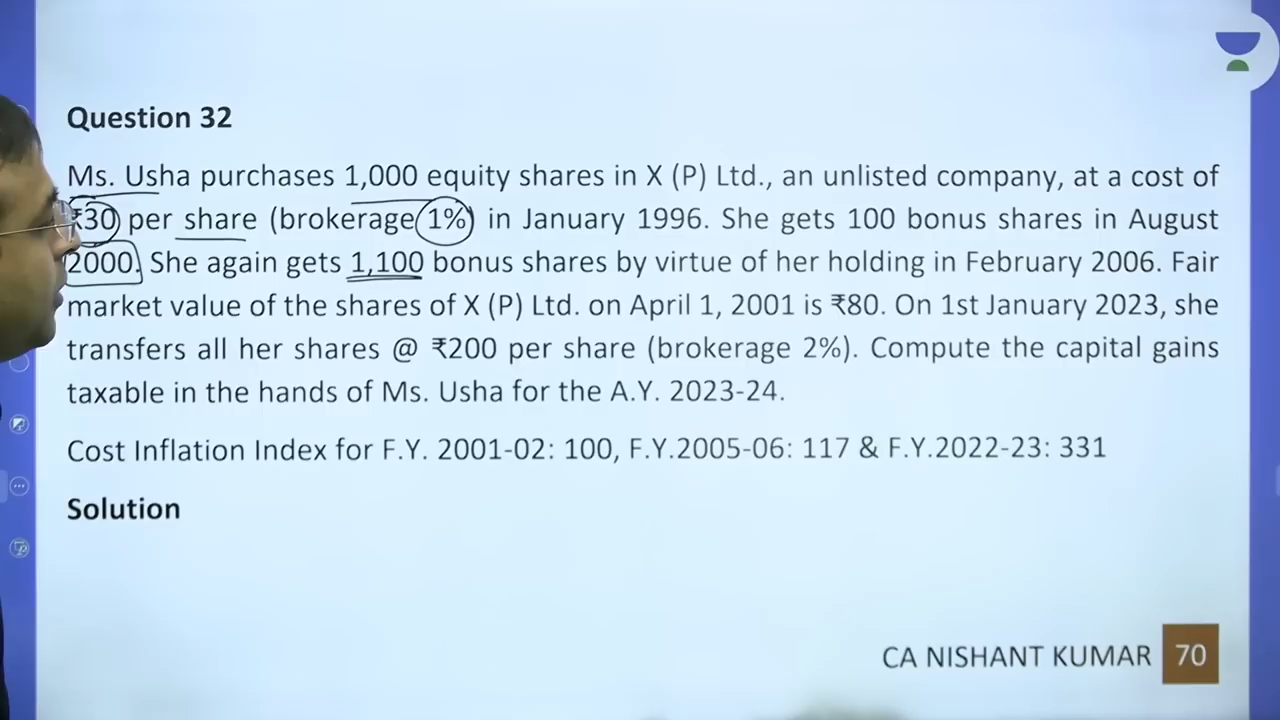 Question 32
Ms. Usha purchases 1,000 equity shares in X (P) Ltd., an unlisted company, at a cost of
₹30 per share (brokerage 1%) in January 1996. She gets 100 bonus shares in August
2000. She again gets 1,100 bonus shares by virtue of her holding in February 2006. Fair
market value of the shares of X (P) Ltd. on April 1, 2001 is ₹80. On 1st January 2023, she
transfers all her shares @ ₹200 per share (brokerage 2%). Compute the capital gains
taxable in the hands of Ms. Usha for the A.Y. 2023-24.
Cost Inflation Index for F.Y. 2001-02: 100, F.Y.2005-06: 117 & F.Y.2022-23: 331
Solution
CA NISHANT KUMAR 70